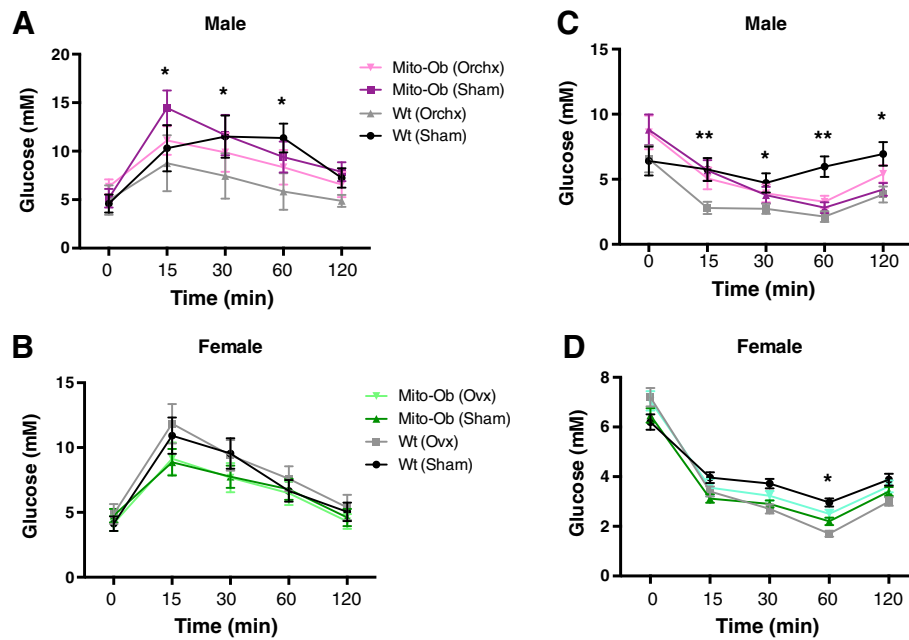 A
Male
Glucose (mM)
20
15
10
5
0
*
*
*
0 15 30 60 120
Time (min)
Mito-Ob (Orchx)
Mito-Ob (Sham)
Wt (Orchx)
Wt (Sham)
C
Male
Glucose (mM)
15
10
5
0
**
*
**
*
0 15 30 60 120
Time (min)
B
Female
Glucose (mM)
15
10
5
0
0 15 30 60 120
Time (min)
Mito-Ob (Ovx)
Mito-Ob (Sham)
Wt (Ovx)
Wt (Sham)
D
Female
Glucose (mM)
8
6
4
2
0
*
0 15 30 60 120
Time (min)